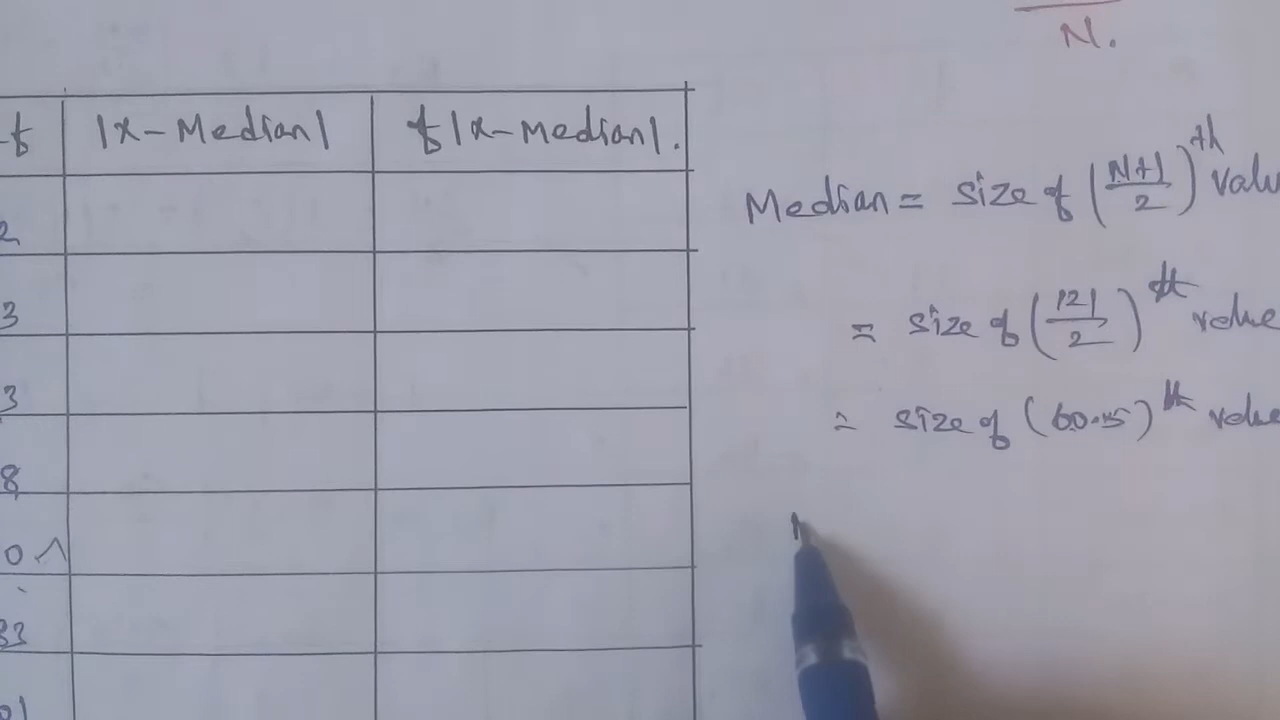 N.
f |x-Median| f|x-Median|.
Median = size of (N+1/2)th valu
2
= size of (121/2)th value
3
= size of (60.5)th value
3
8
0
33
01